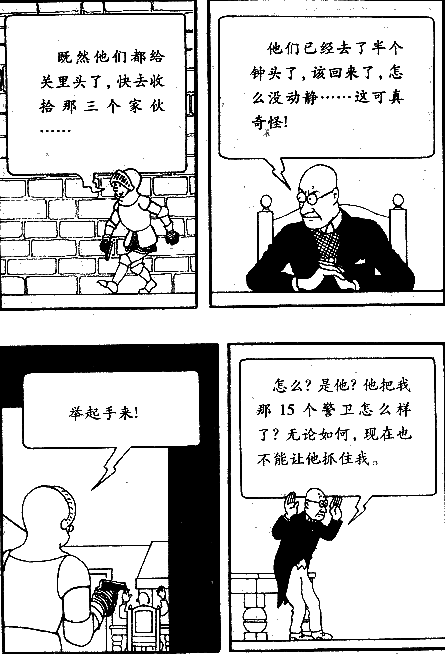 既然他们都给
关里头了，快去收
拾那三个家伙
……
他们已经去了半个
钟头了，该回来了，怎
么没动静……这可真
奇怪！
举起手来！
怎么？是他？他把我
那15个警卫怎么样
了？无论如何，现在也
不能让他抓住我。